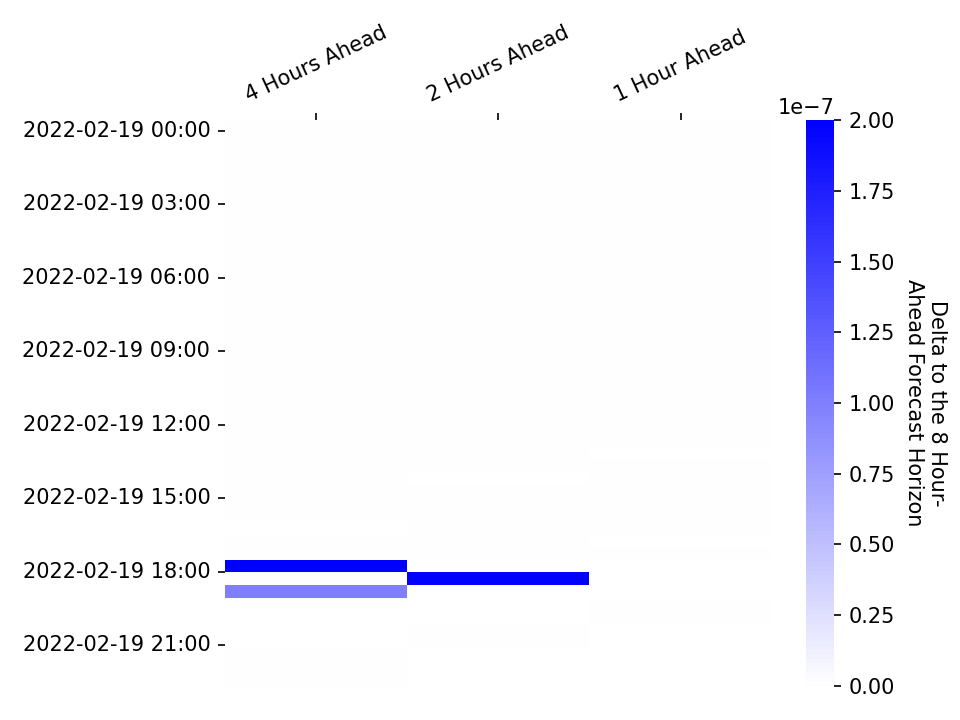 4 Hours Ahead
2 Hours Ahead
1 Hour Ahead
2022-02-19 00:00
2022-02-19 03:00
2022-02-19 06:00
2022-02-19 09:00
2022-02-19 12:00
2022-02-19 15:00
2022-02-19 18:00
2022-02-19 21:00
1e−7
2.00
1.75
1.50
1.25
1.00
0.75
0.50
0.25
0.00
Delta to the 8 Hour-
Ahead Forecast Horizon